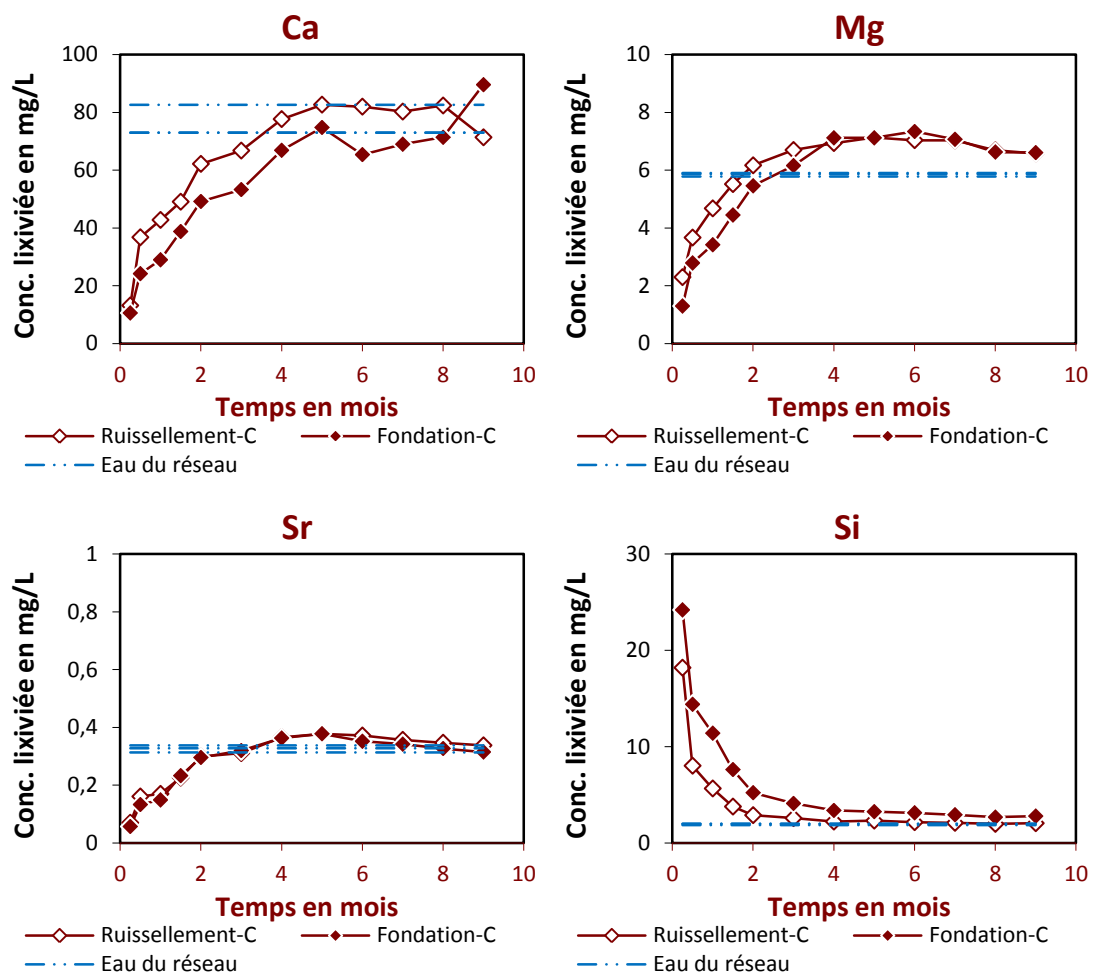 Ca
Conc. lixiviée en mg/L
100
80
60
40
20
0
0 2 4 6 8 10
Temps en mois
Ruissellement-C Fondation-C
Eau du réseau
Mg
Conc. lixiviée en mg/L
10
8
6
4
2
0
0 2 4 6 8 10
Temps en mois
Ruissellement-C Fondation-C
Eau du réseau
Sr
Conc. lixiviée en mg/L
1
0,8
0,6
0,4
0,2
0
0 2 4 6 8 10
Temps en mois
Ruissellement-C Fondation-C
Eau du réseau
Si
Conc. lixiviée en mg/L
30
20
10
0
0 2 4 6 8 10
Temps en mois
Ruissellement-C Fondation-C
Eau du réseau